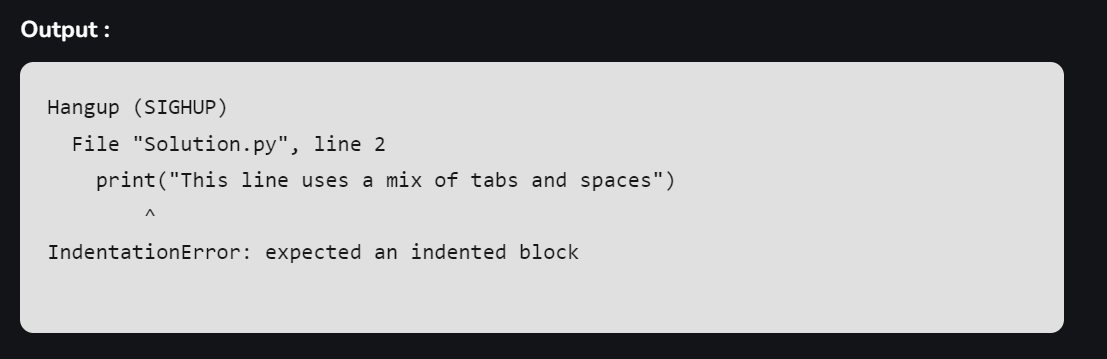 Output :
Hangup (SIGHUP)
File "Solution.py", line 2
print("This line uses a mix of tabs and spaces")
^
IndentationError: expected an indented block